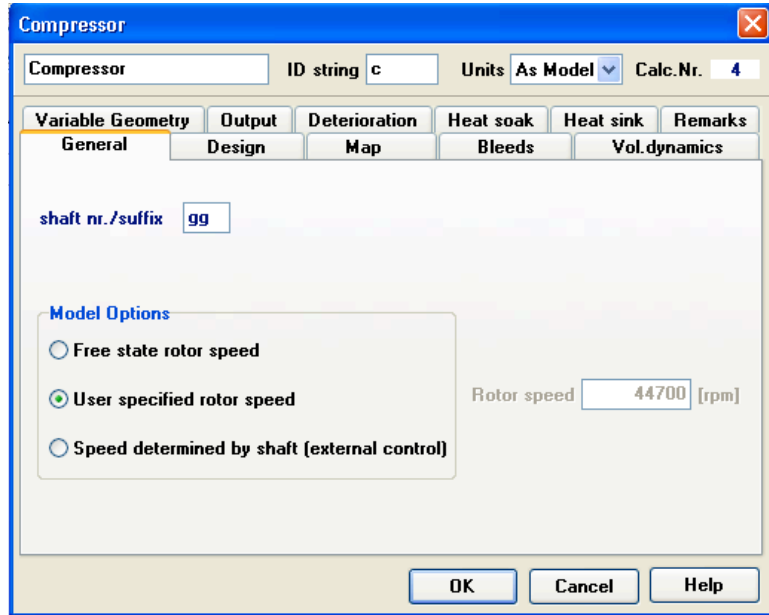 Compressor
Compressor ID string c Units As Model Calc.Nr. 4
Variable Geometry Output Deterioration Heat soak Heat sink Remarks
General Design Map Bleeds Vol.dynamics
shaft nr./suffix gg
Model Options
Free state rotor speed
User specified rotor speed Rotor speed 44700 [rpm]
Speed determined by shaft (external control)
OK Cancel Help